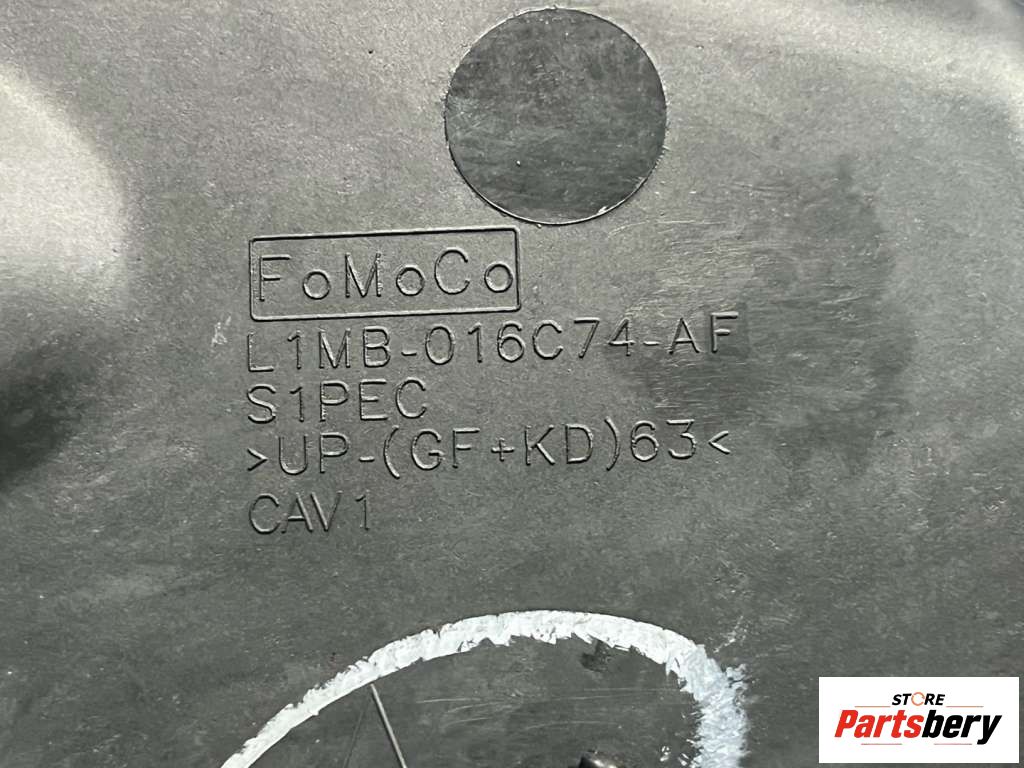 FoMoCo
L1MB-016C74-AF
S1PEC
>UP-(GF+KD)63<
CAV1
STORE
Partsbery